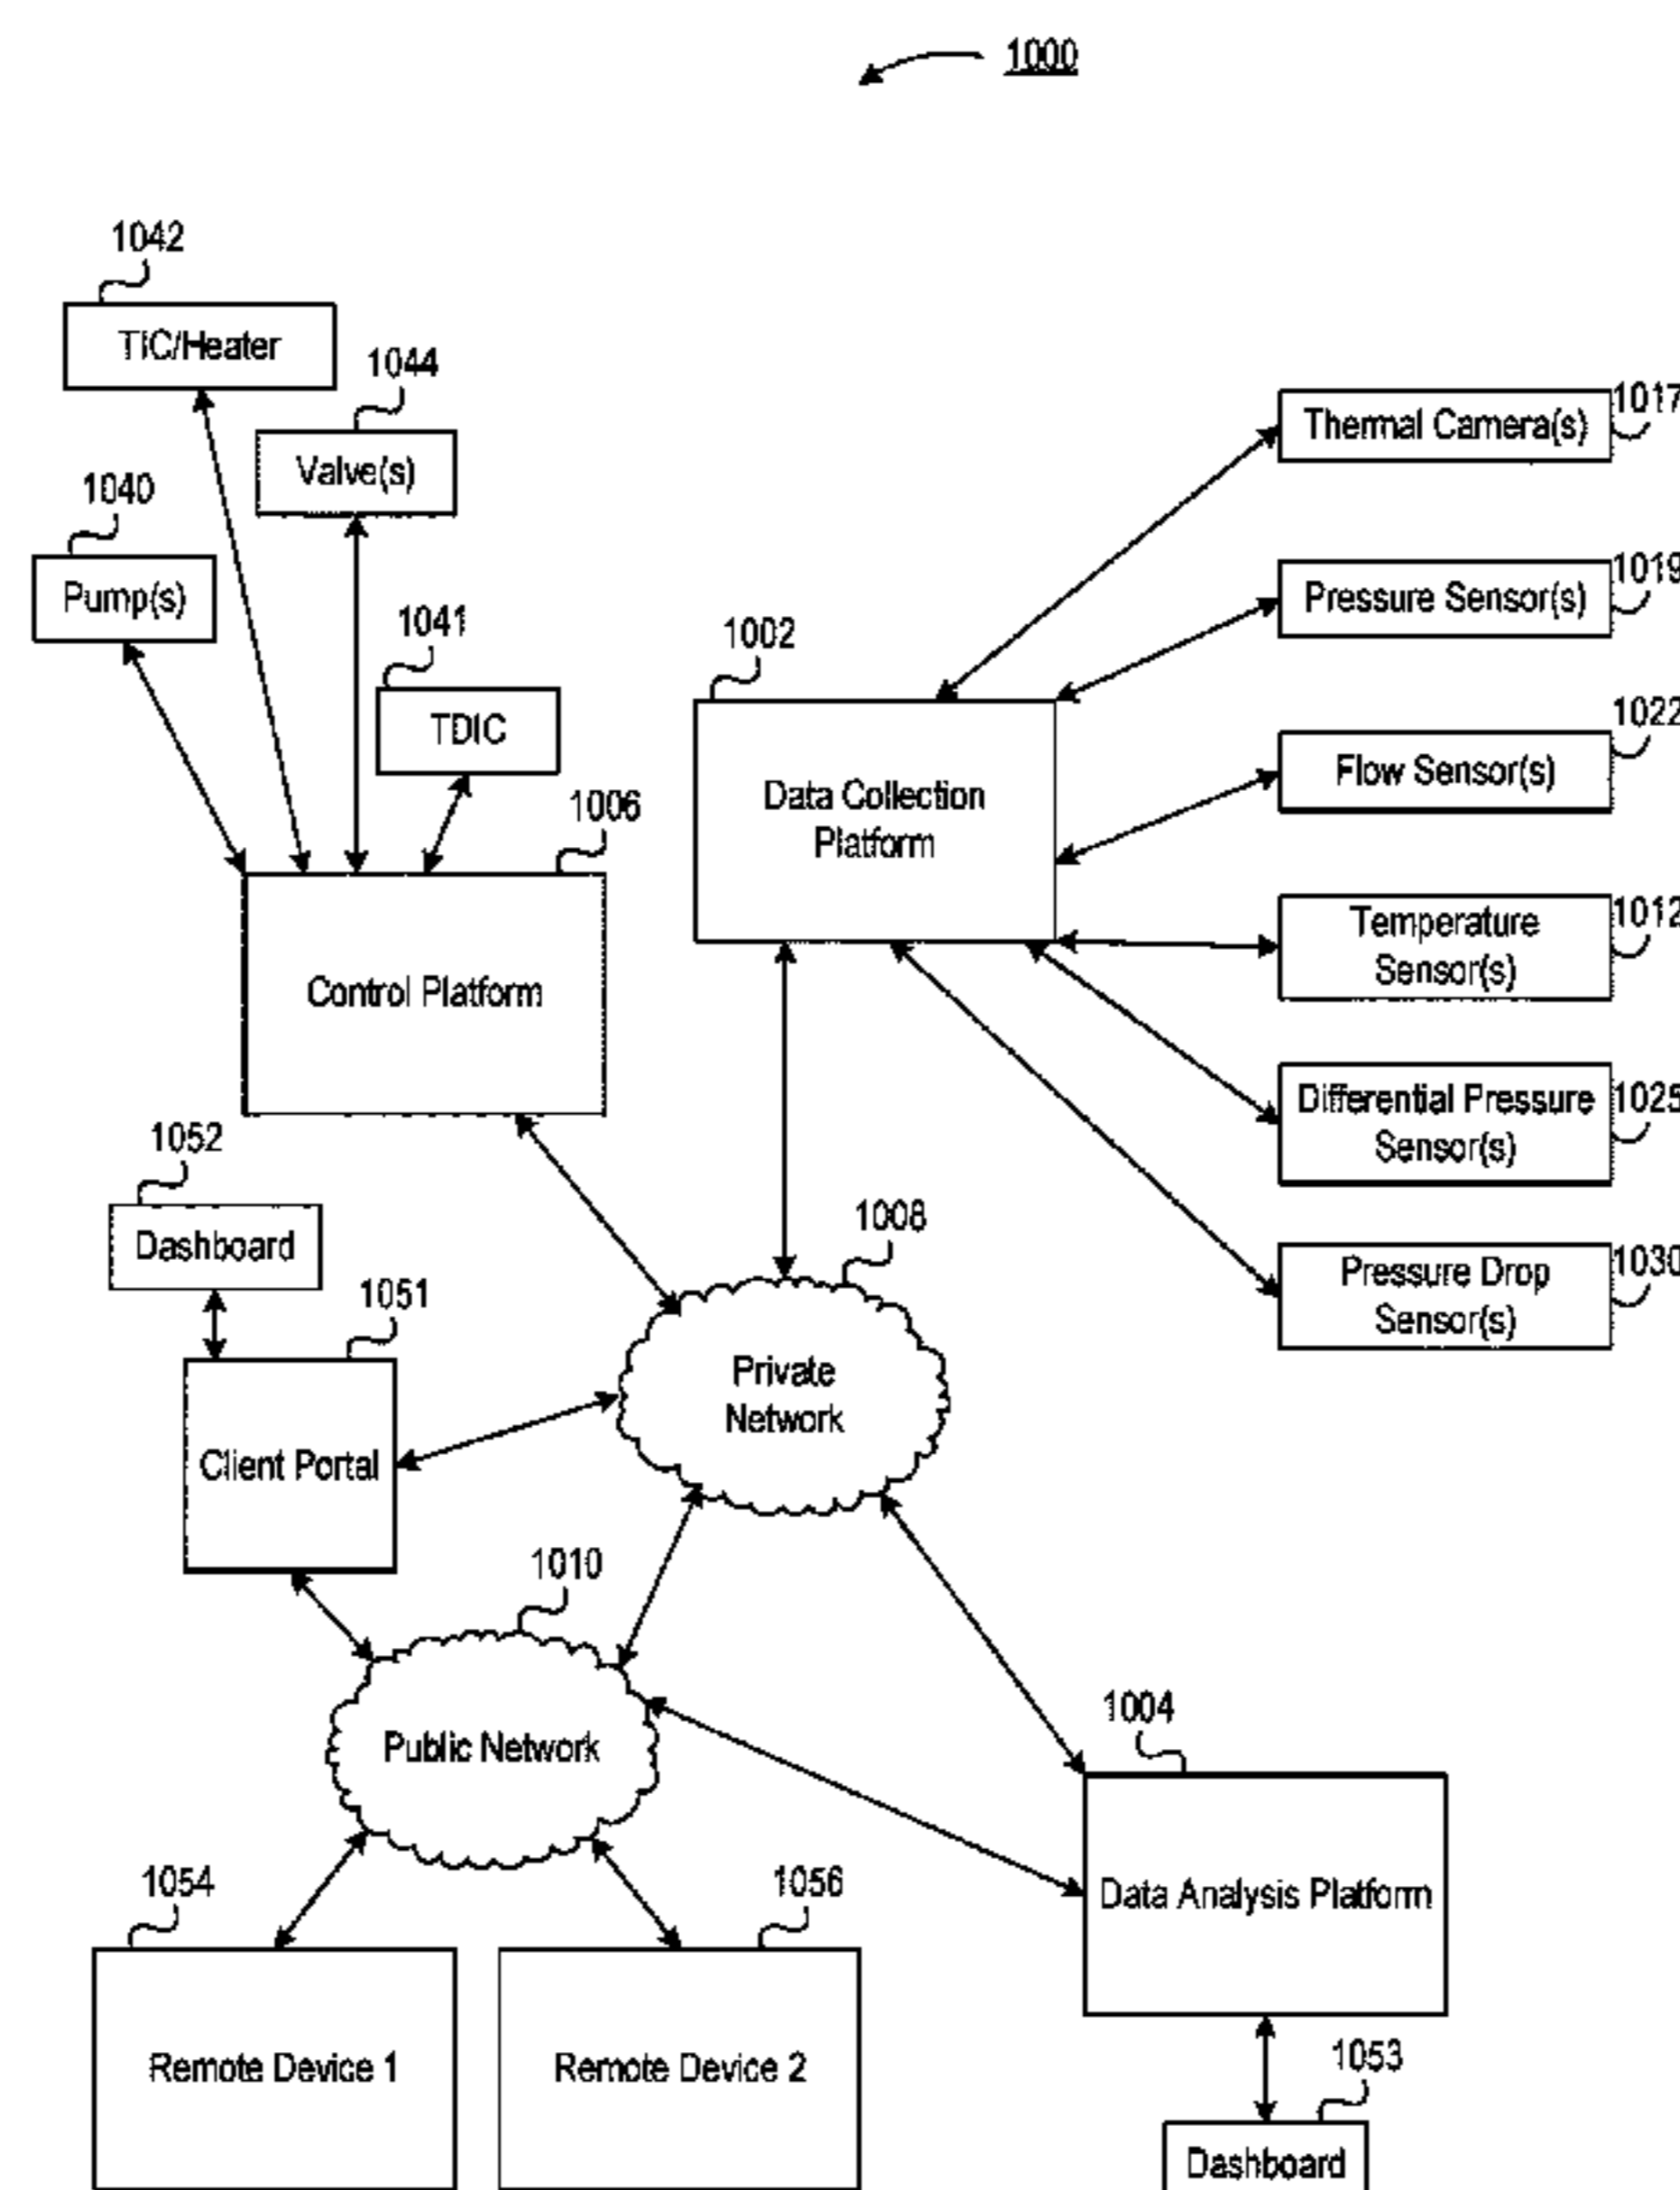 1000
1042
TIC/Heater
1044
Valve(s)
1040
Pump(s)
1041
TDIC
1006
Control Platform
1002
Data Collection
Platform
1017
Thermal Camera(s)
1019
Pressure Sensor(s)
1022
Flow Sensor(s)
1012
Temperature
Sensor(s)
1025
Differential Pressure
Sensor(s)
1030
Pressure Drop
Sensor(s)
1052
Dashboard
1051
Client Portal
1008
Private
Network
1010
Public Network
1004
Data Analysis Platform
1054
Remote Device 1
1056
Remote Device 2
1053
Dashboard